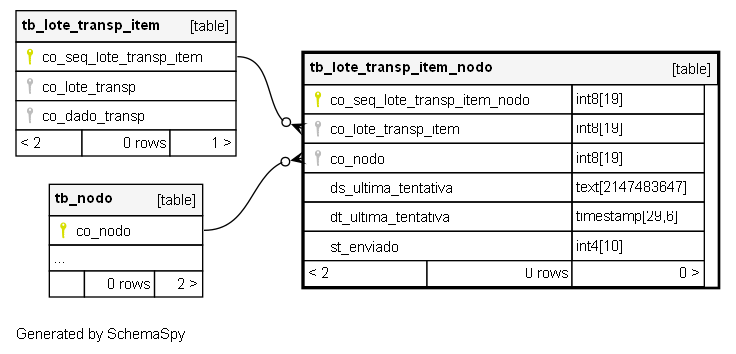 tb_lote_transp_item [table]
co_seq_lote_transp_item
co_lote_transp
co_dado_transp
< 2 0 rows 1 >
tb_lote_transp_item_nodo [table]
co_seq_lote_transp_item_nodo int8[19]
co_lote_transp_item int8[19]
co_nodo int8[19]
ds_ultima_tentativa text[2147483647]
dt_ultima_tentativa timestamp[29,6]
st_enviado int4[10]
< 2 0 rows 0 >
tb_nodo [table]
co_nodo
...
0 rows 2 >
Generated by SchemaSpy